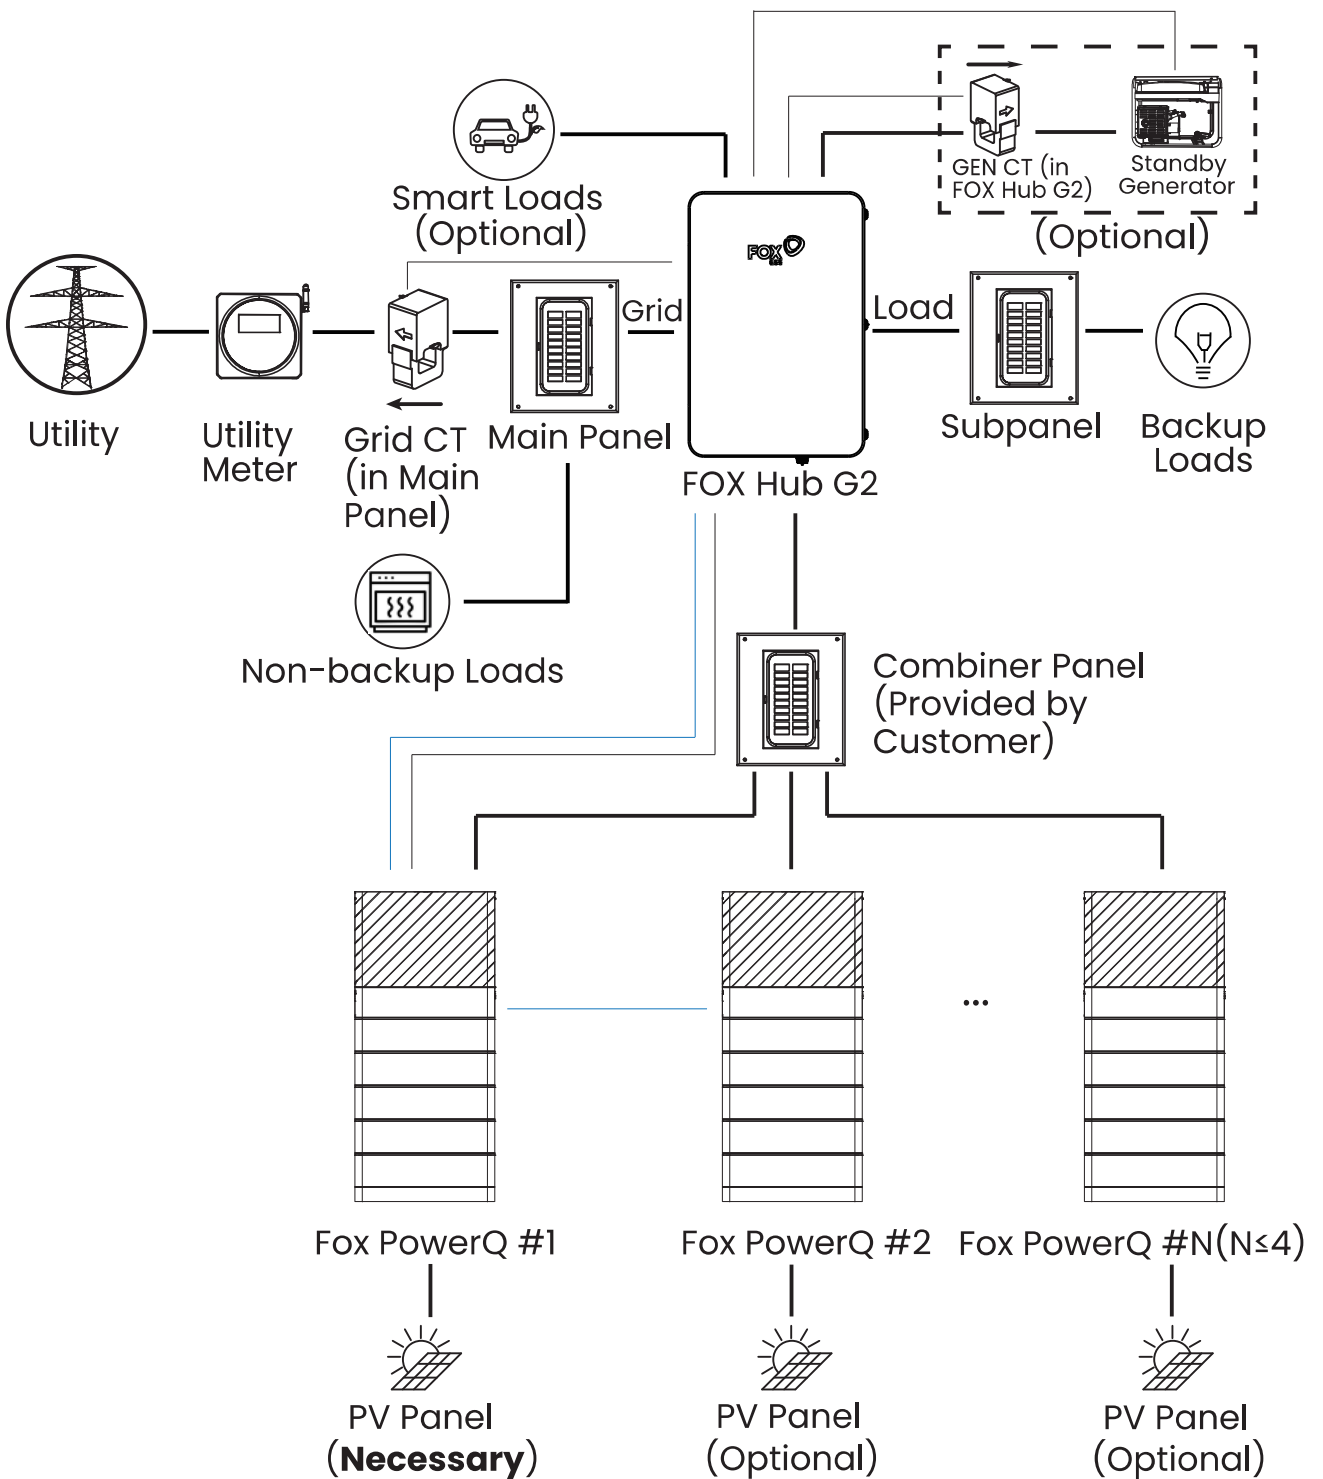 Smart Loads
(Optional)
GEN CT (in
FOX Hub G2)
Standby
Generator
(Optional)
FOX
ESS
Grid
Load
Utility
Utility
Meter
Grid CT
(in Main
Panel)
Main Panel
FOX Hub G2
Subpanel
Backup
Loads
Non-backup Loads
Combiner Panel
(Provided by
Customer)
...
Fox PowerQ #1
Fox PowerQ #2
Fox PowerQ #N(N≤4)
PV Panel
(Necessary)
PV Panel
(Optional)
PV Panel
(Optional)